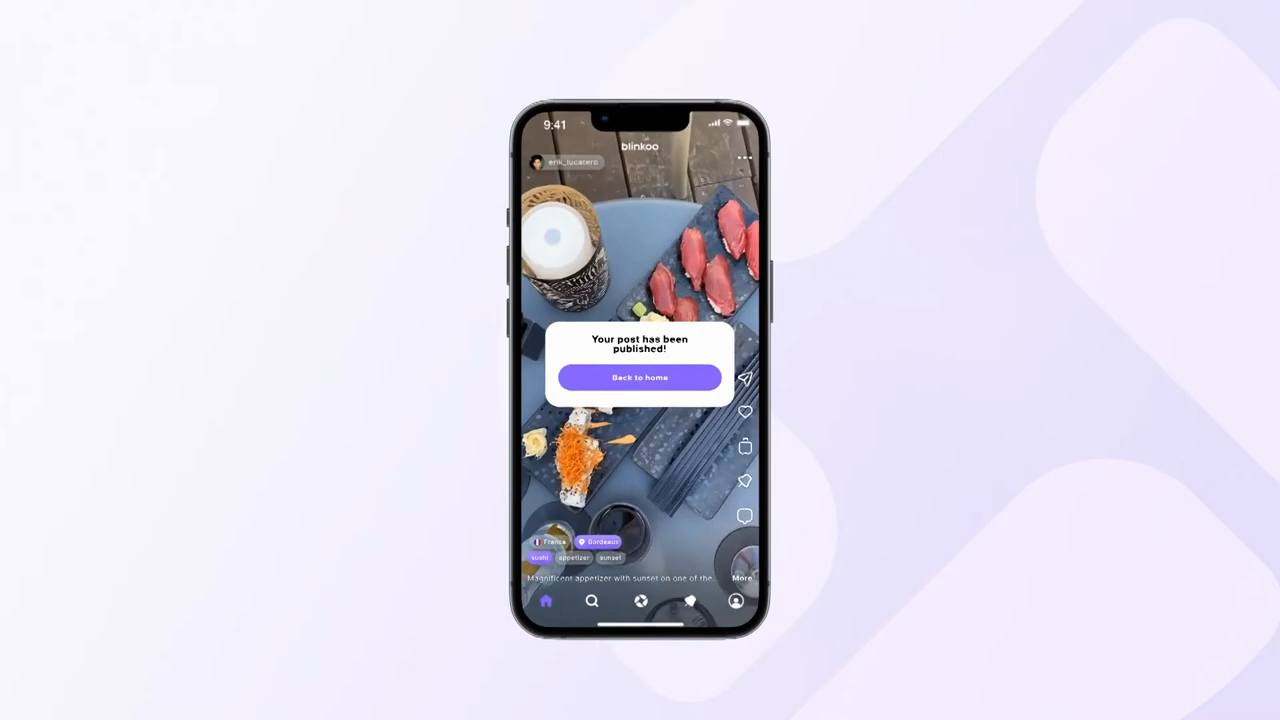 9:41
blinkoo
erik_lucatero
Your post has been
published!
Back to home
France
Bordeaux
sushi appetizer sunset
Magnificent appetizer with sunset on one of the...
More